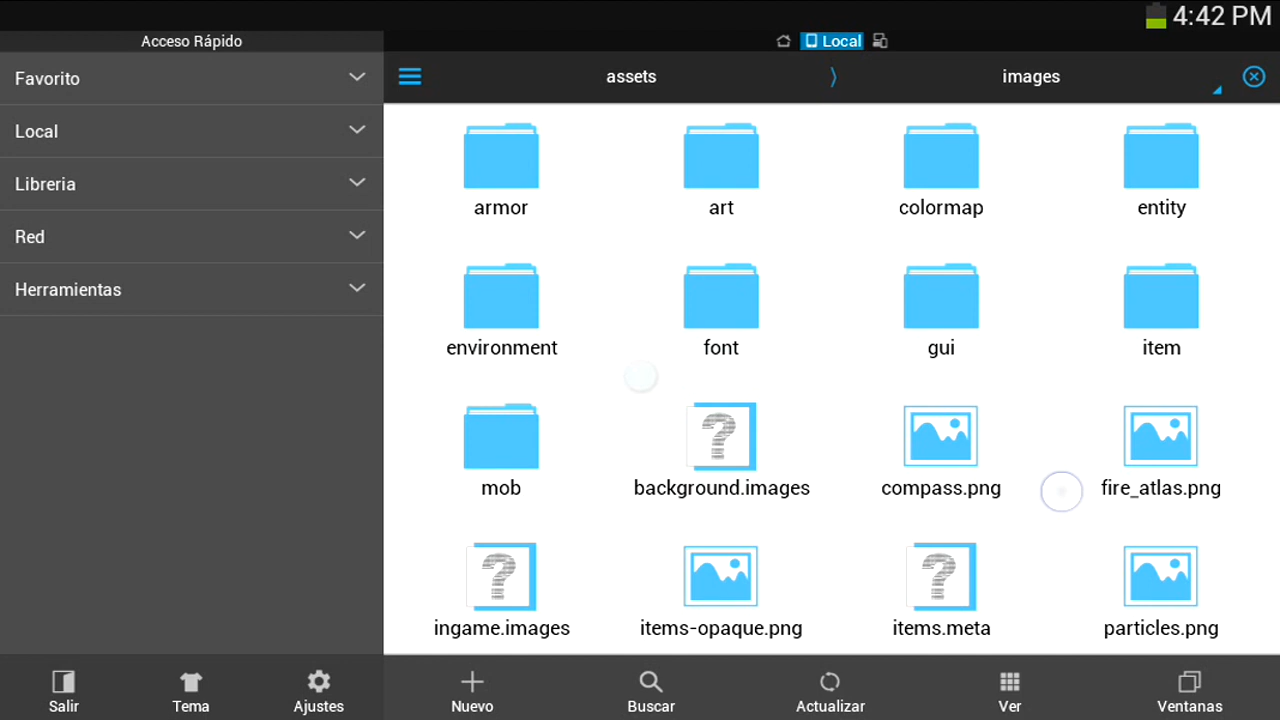 4:42 PM
Acceso Rápido
Local
Favorito
Local
Libreria
Red
Herramientas
assets
images
armor
art
colormap
entity
environment
font
gui
item
mob
background.images
compass.png
fire_atlas.png
ingame.images
items-opaque.png
items.meta
particles.png
Salir
Tema
Ajustes
Nuevo
Buscar
Actualizar
Ver
Ventanas